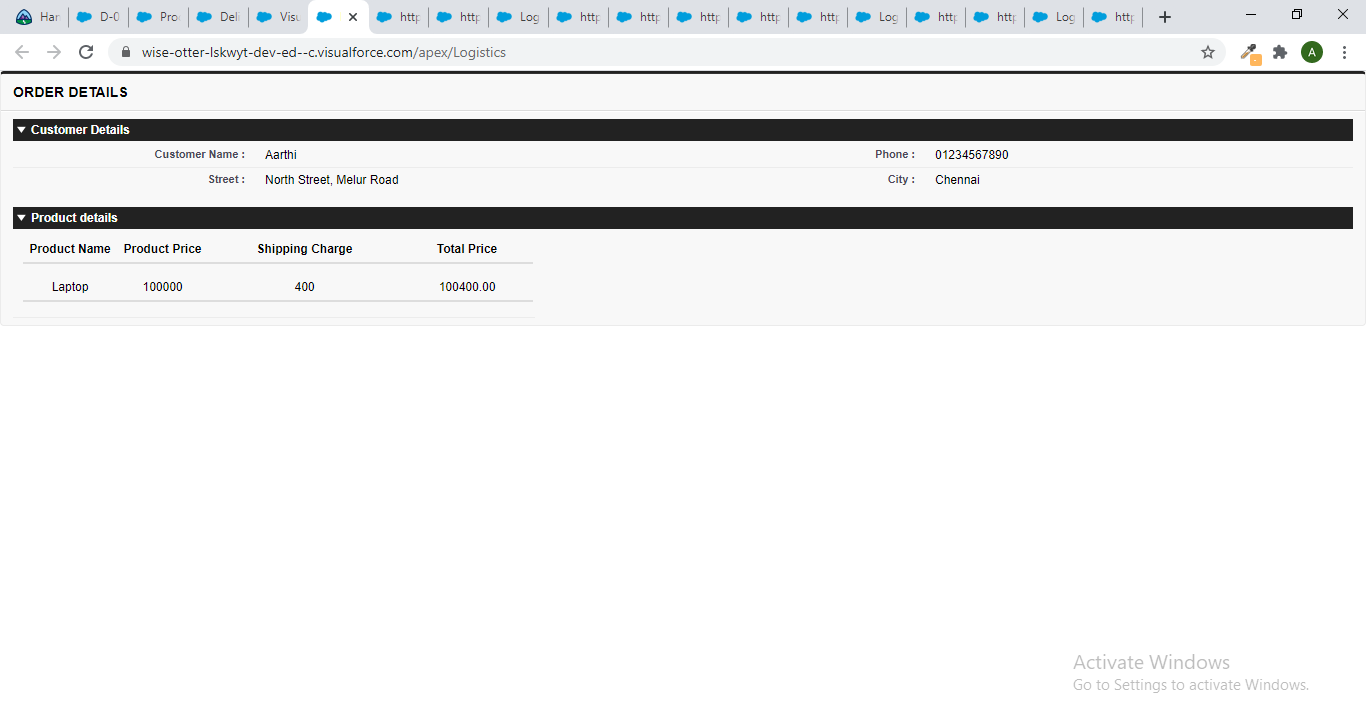 Har D-0 Pro Deli Visu http http Log http http http http http Log http http Log http
wise-otter-lskwyt-dev-ed--c.visualforce.com/apex/Logistics A
ORDER DETAILS
Customer Details
Customer Name : Aarthi Phone : 01234567890
Street : North Street, Melur Road City : Chennai
Product details
Product Name Product Price Shipping Charge Total Price
Laptop 100000 400 100400.00
Activate Windows
Go to Settings to activate Windows.